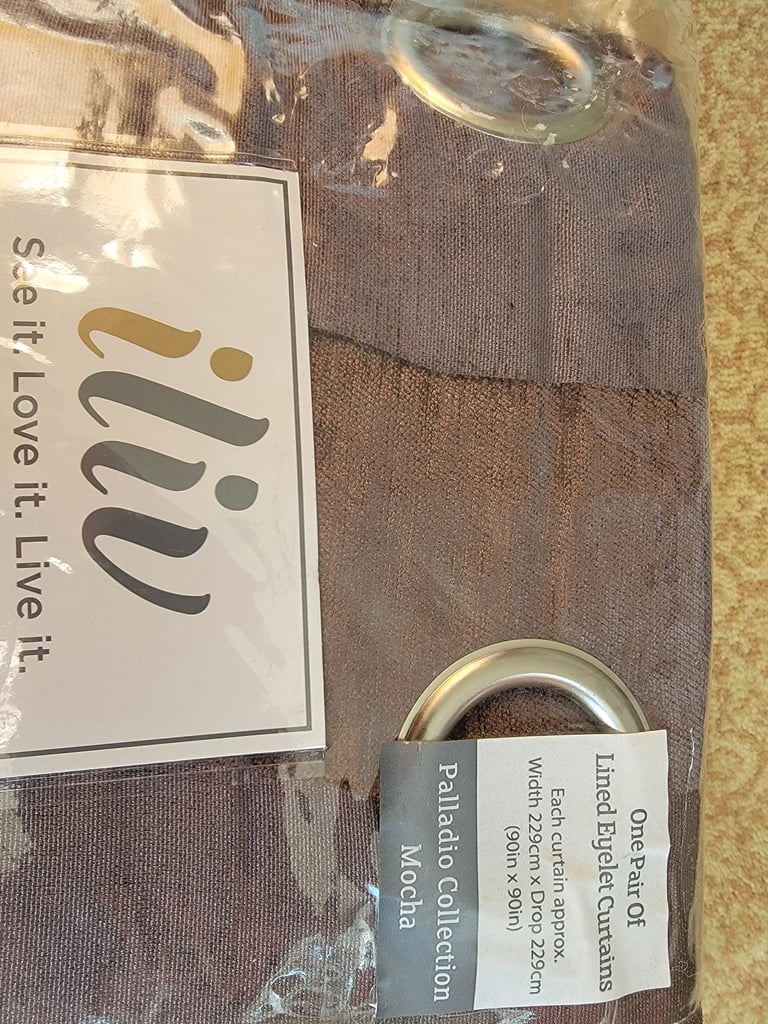 iliv
See it. Love it. Live it.
One Pair Of
Lined Eyelet Curtains
Each curtain approx.
Width 229cm x Drop 229cm
(90in x 90in)
Palladio Collection
Mocha